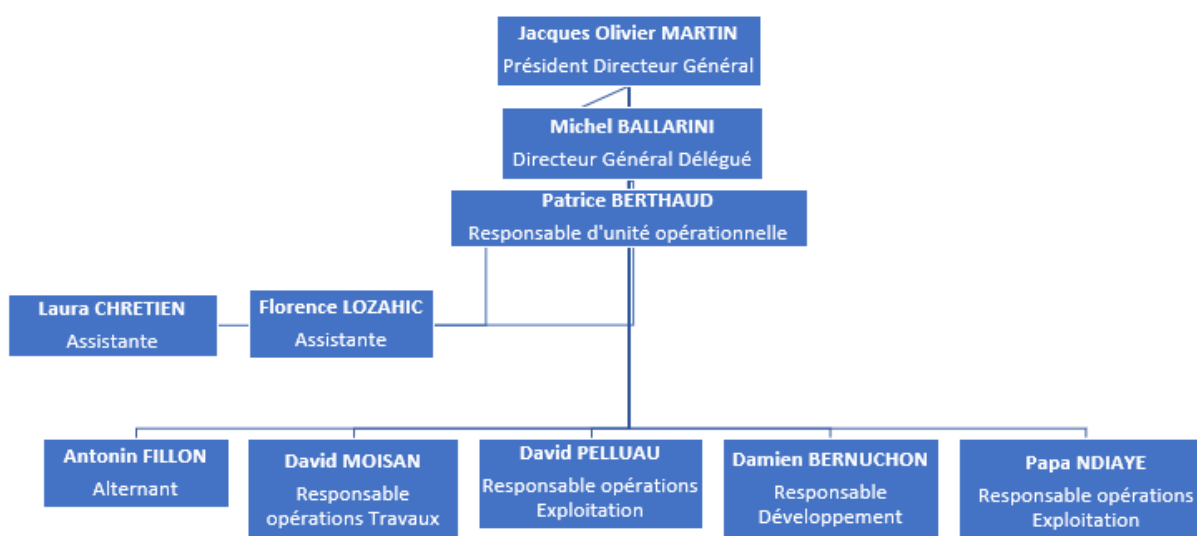 Jacques Olivier MARTIN
Président Directeur Général
Michel BALLARINI
Directeur Général Délégué
Patrice BERTHAUD
Responsable d'unité opérationnelle
Laura CHRETIEN
Assistante
Florence LOZAHIC
Assistante
Antonin FILLON
Alternant
David MOISAN
Responsable
opérations Travaux
David PELLUAU
Responsable opérations
Exploitation
Damien BERNUCHON
Responsable
Développement
Papa NDIAYE
Responsable opérations
Exploitation